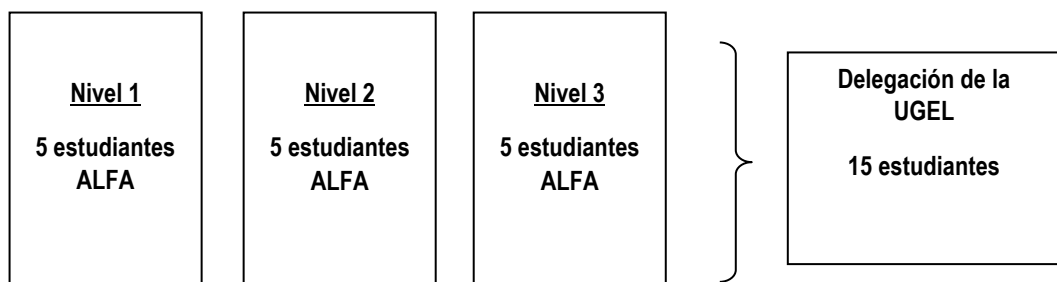 Nivel 1
5 estudiantes
ALFA
Nivel 2
5 estudiantes
ALFA
Nivel 3
5 estudiantes
ALFA
Delegación de la
UGEL
15 estudiantes